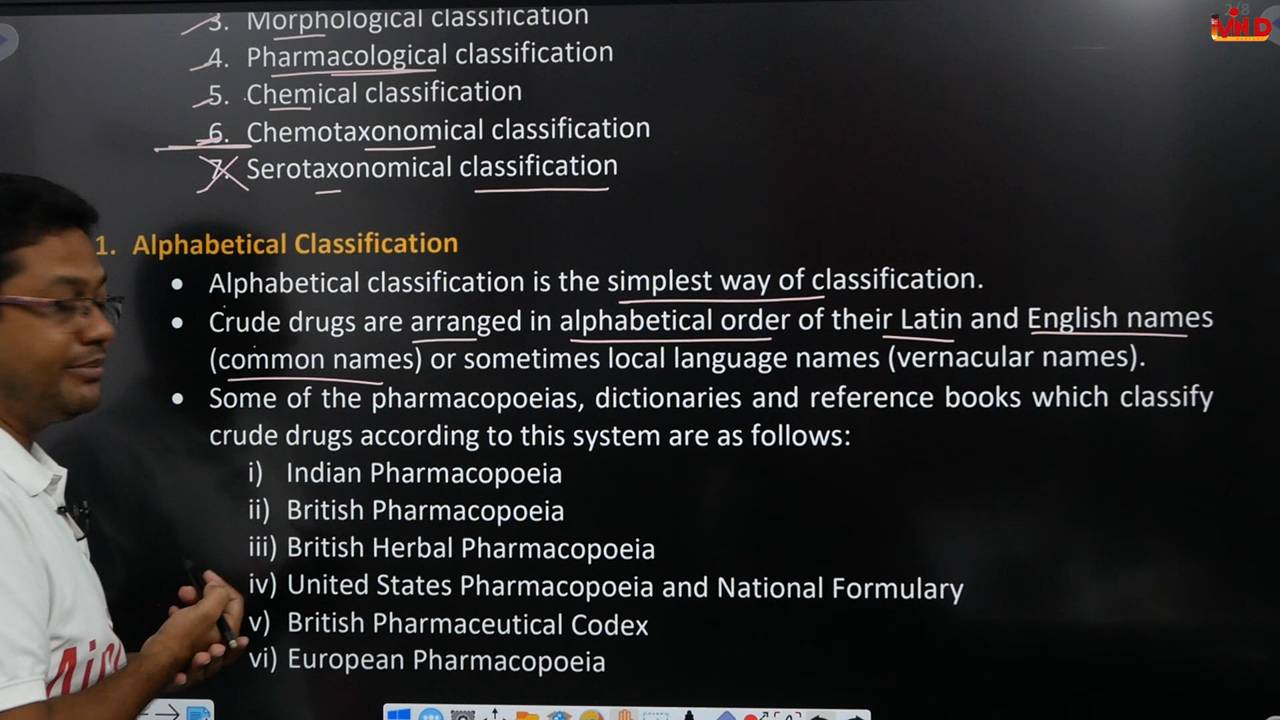 2/8
3. Morphological classification
4. Pharmacological classification
5. Chemical classification
6. Chemotaxonomical classification
7. Serotaxonomical classification
1. Alphabetical Classification
• Alphabetical classification is the simplest way of classification.
• Crude drugs are arranged in alphabetical order of their Latin and English names
(common names) or sometimes local language names (vernacular names).
• Some of the pharmacopoeias, dictionaries and reference books which classify
crude drugs according to this system are as follows:
i) Indian Pharmacopoeia
ii) British Pharmacopoeia
iii) British Herbal Pharmacopoeia
iv) United States Pharmacopoeia and National Formulary
v) British Pharmaceutical Codex
vi) European Pharmacopoeia